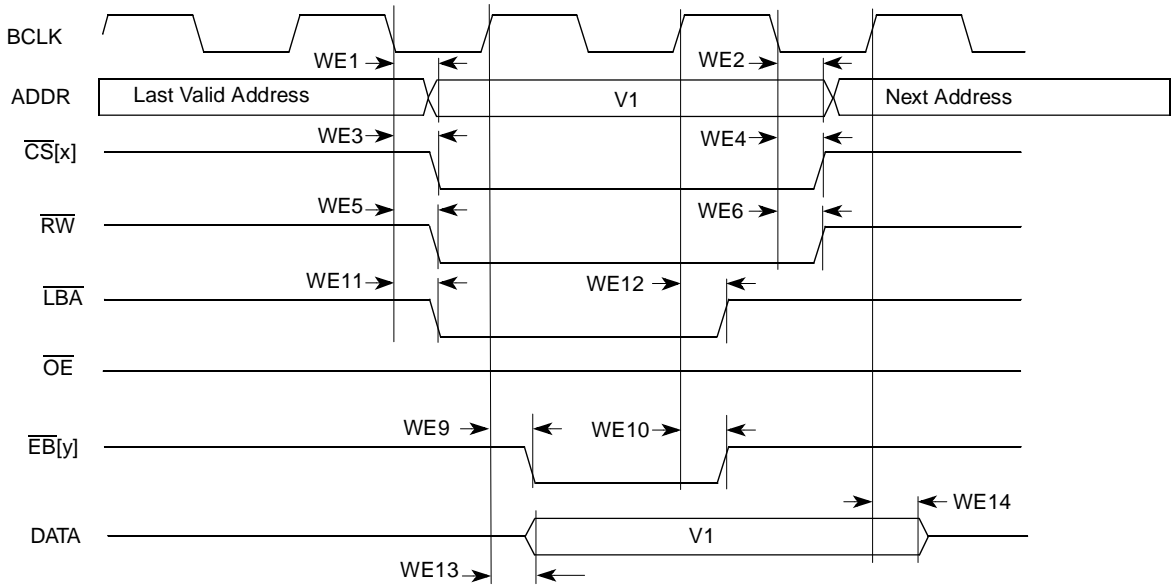 BCLK
WE1
WE2
ADDR
Last Valid Address
V1
Next Address
WE3
WE4
CS[x]
WE5
WE6
RW
WE11
WE12
LBA
OE
WE9
WE10
EB[y]
WE14
DATA
V1
WE13